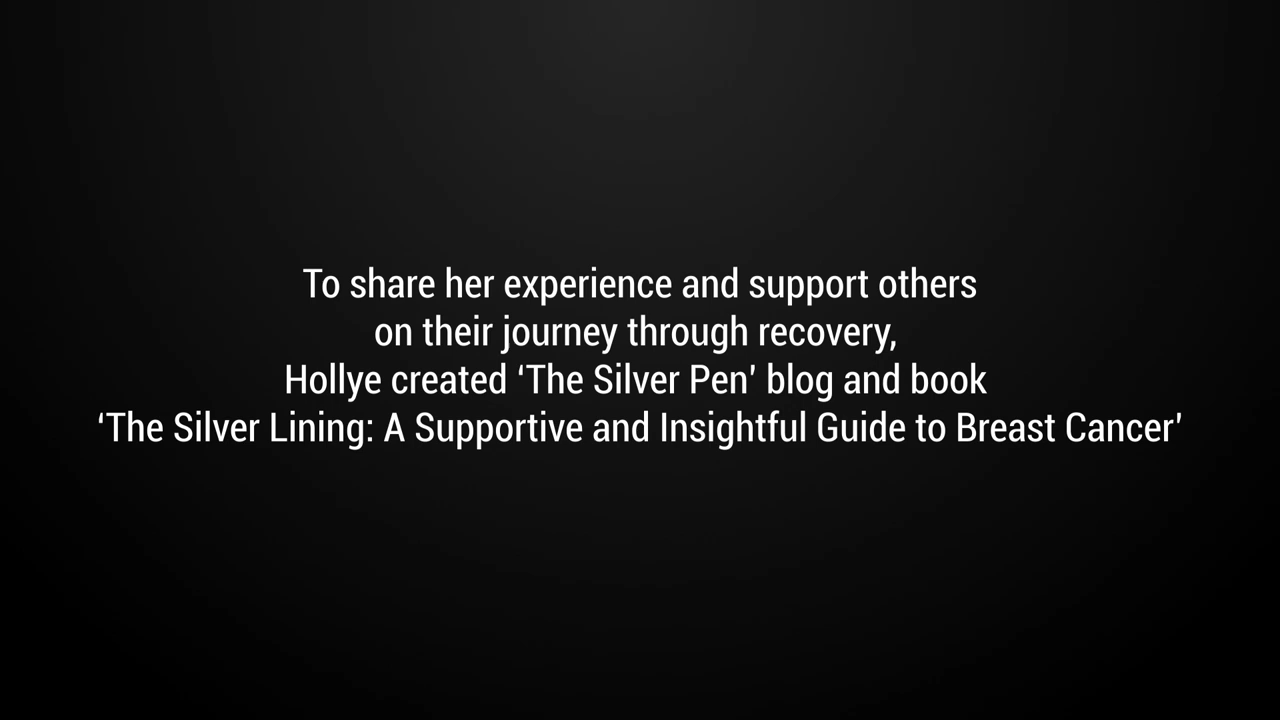 To share her experience and support others
on their journey through recovery,
Hollye created ‘The Silver Pen’ blog and book
‘The Silver Lining: A Supportive and Insightful Guide to Breast Cancer’